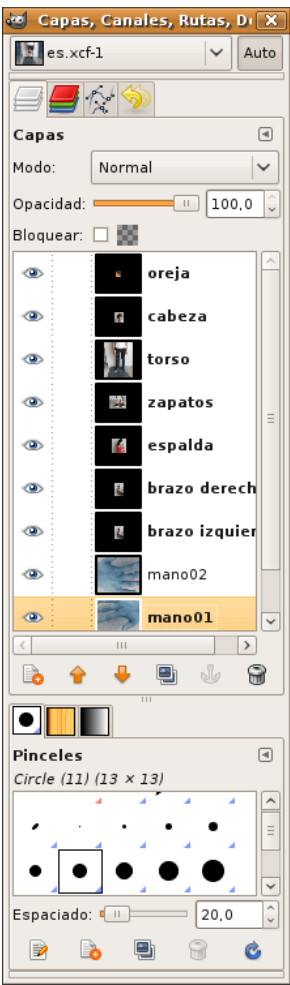 Capas, Canales, Rutas, D
es.xcf-1
Auto
Capas
Modo: Normal
Opacidad: 100,0
Bloquear:
oreja
cabeza
torso
zapatos
espalda
brazo derech
brazo izquier
mano02
mano01
Pinceles
Circle (11) (13 × 13)
Espaciado: 20,0